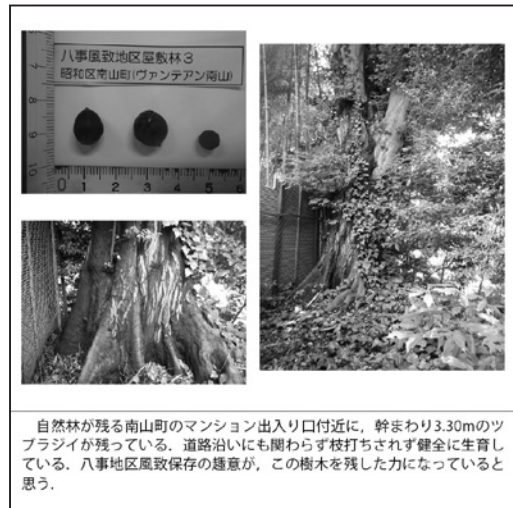 八事風致地区屋敷林3
昭和区南山町(ヴァンテアン南山)
7
8
9
10
0 1 2 3 4 5 6
自然林が残る南山町のマンション出入り口付近に，幹まわり3.30mのツ
ブラジイが残っている．道路沿いにも関わらず枝打ちされず健全に生育し
ている．八事地区風致保存の趣意が，この樹木を残した力になっていると
思う．